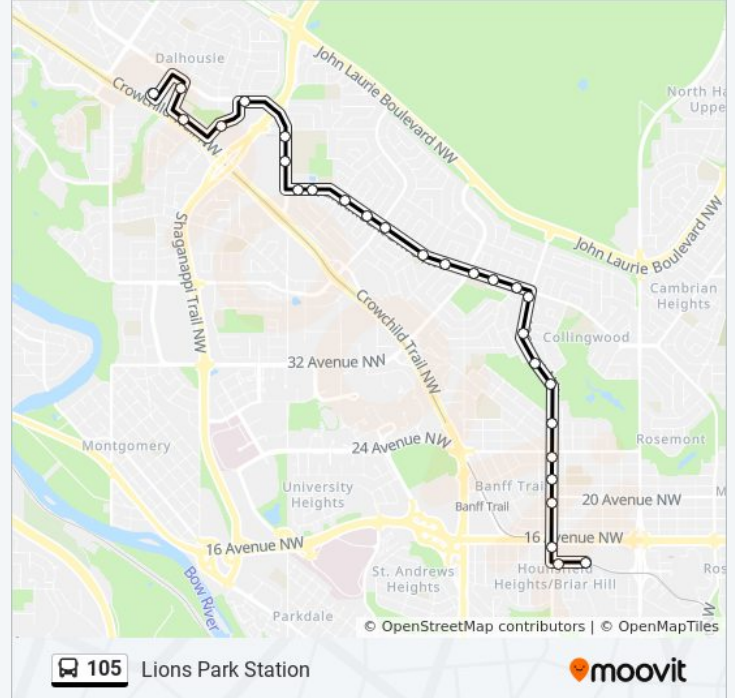 John Laurie Boulevard NW
Dalhousie
Crowchil
NW
North Ha
Uppe
Shaganappi Trail NW
John Laurie Boulevard NW
Cambrian
Heights
Crowchild Trail NW
Collingwood
32 Avenue NW
Montgomery
24 Avenue NW
Rosemont
University
Heights
Banff Trai
Banff Trail
20 Avenue NW
M
16 Avenue NW
16 Avenue NW
St. Andrews
Heights
Hounsfield
Heights/Briar Hill
Ros
Bow River
Parkdale
© OpenStreetMap contributors | © OpenMapTiles
105 Lions Park Station
moovit